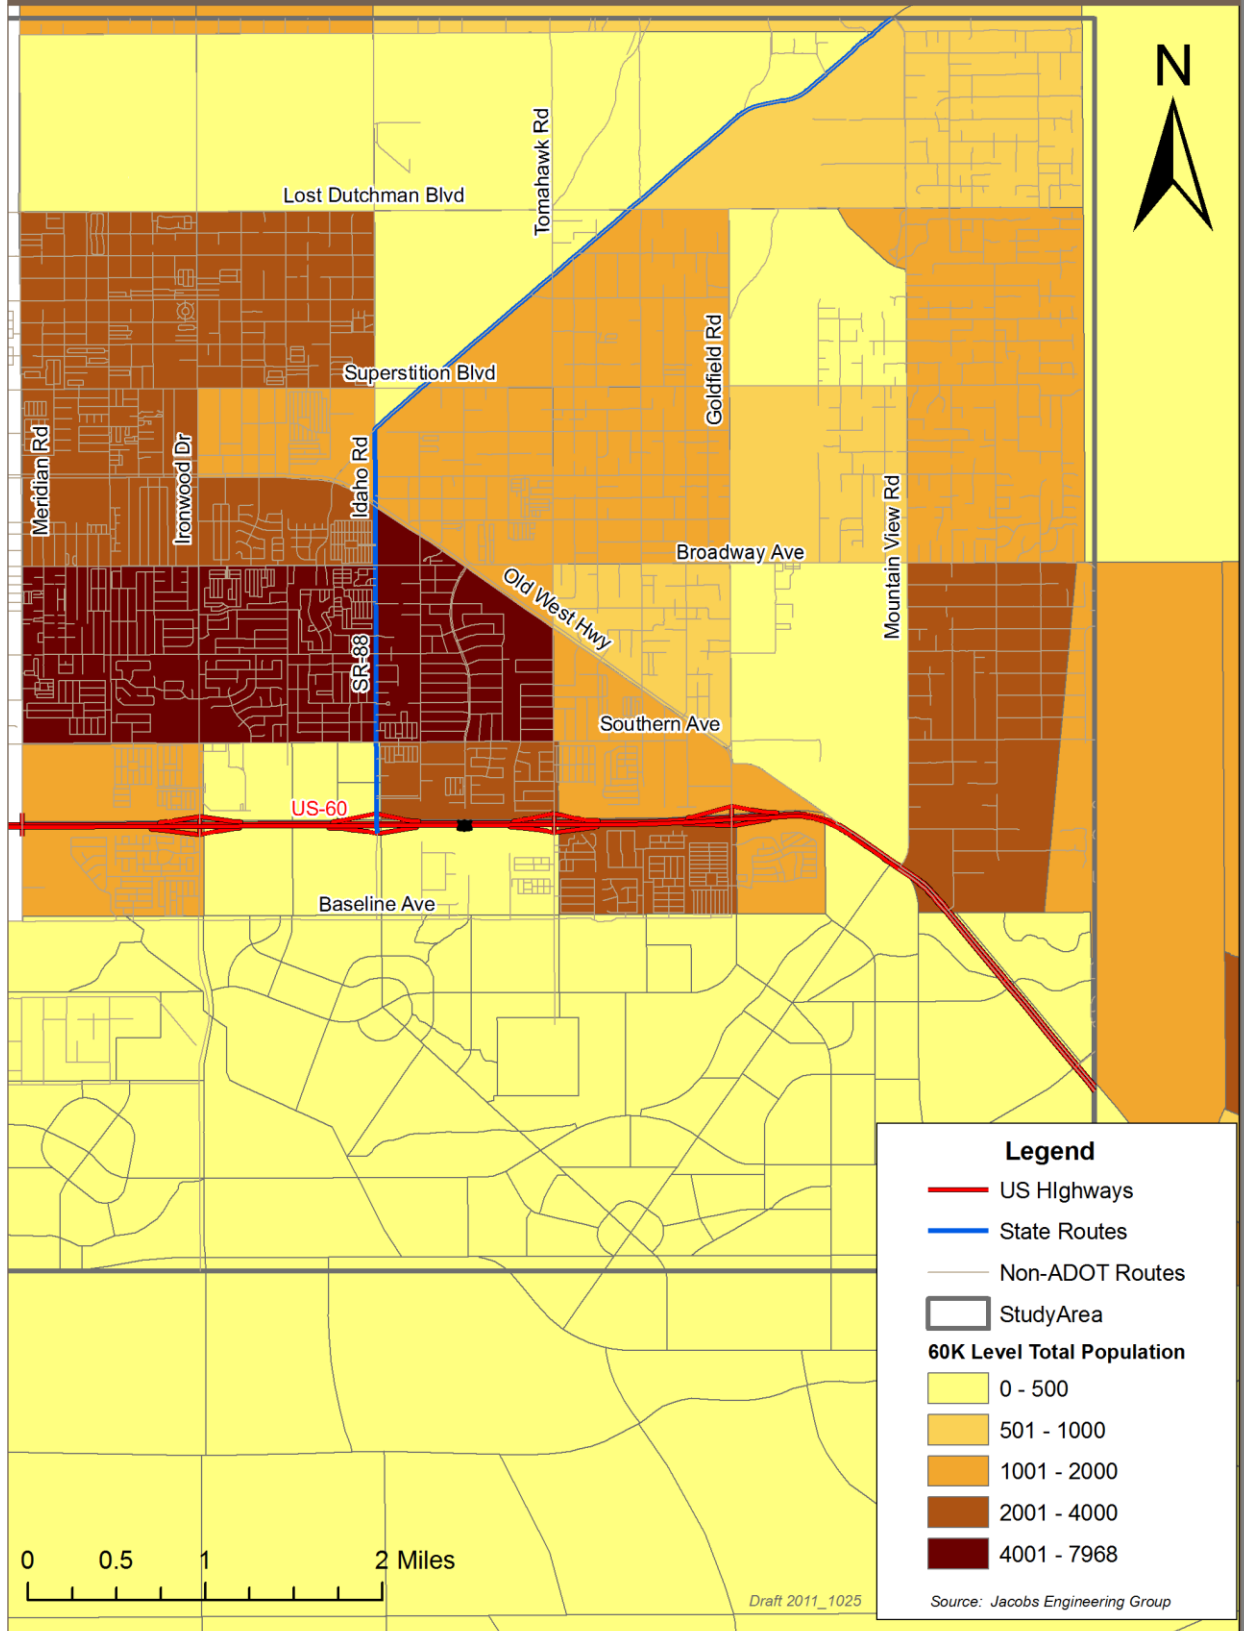 N
Tomahawk Rd
Lost Dutchman Blvd
Goldfield Rd
Superstition Blvd
Meridian Rd
Ironwood Dr
Idaho Rd
Mountain View Rd
Broadway Ave
Old West Hwy
SR-88
Southern Ave
US-60
Baseline Ave
Legend
US HIghways
State Routes
Non-ADOT Routes
StudyArea
60K Level Total Population
0 - 500
501 - 1000
1001 - 2000
2001 - 4000
4001 - 7968
0 0.5 1 2 Miles
Draft 2011_1025
Source: Jacobs Engineering Group